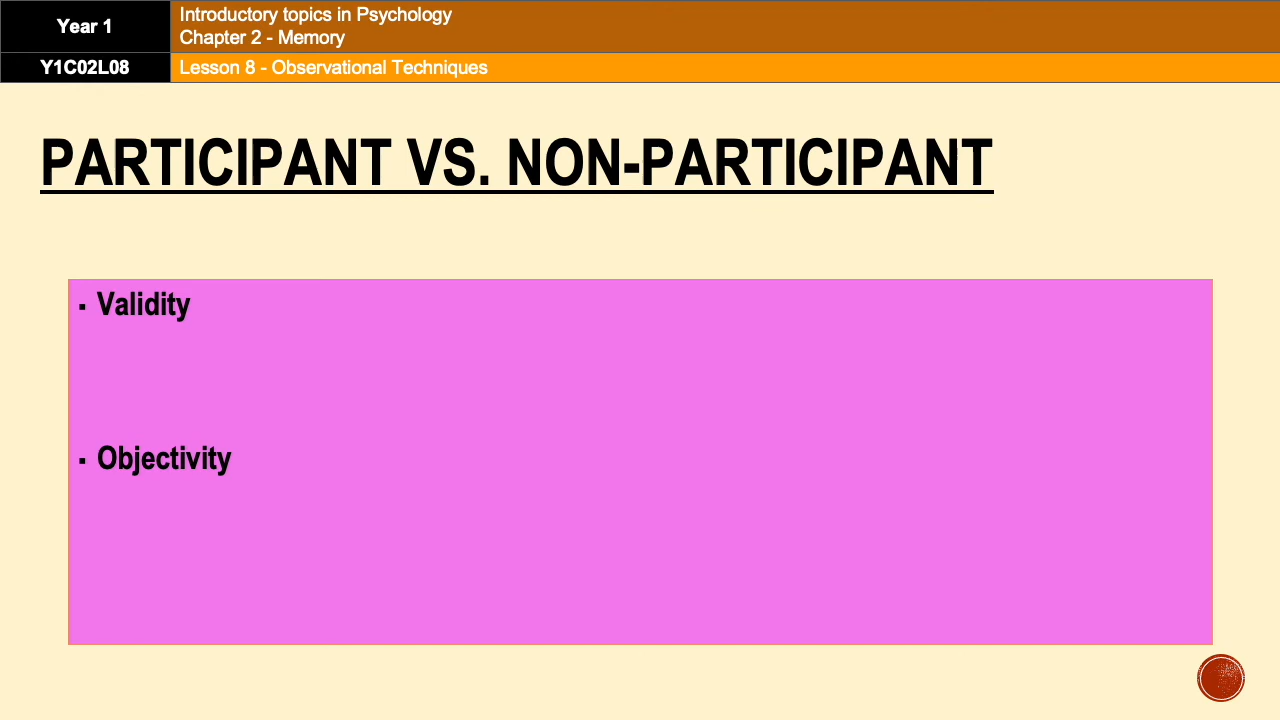 Year 1
Introductory topics in Psychology
Chapter 2 - Memory
Y1C02L08
Lesson 8 - Observational Techniques
PARTICIPANT VS. NON-PARTICIPANT
▪ Validity
▪ Objectivity